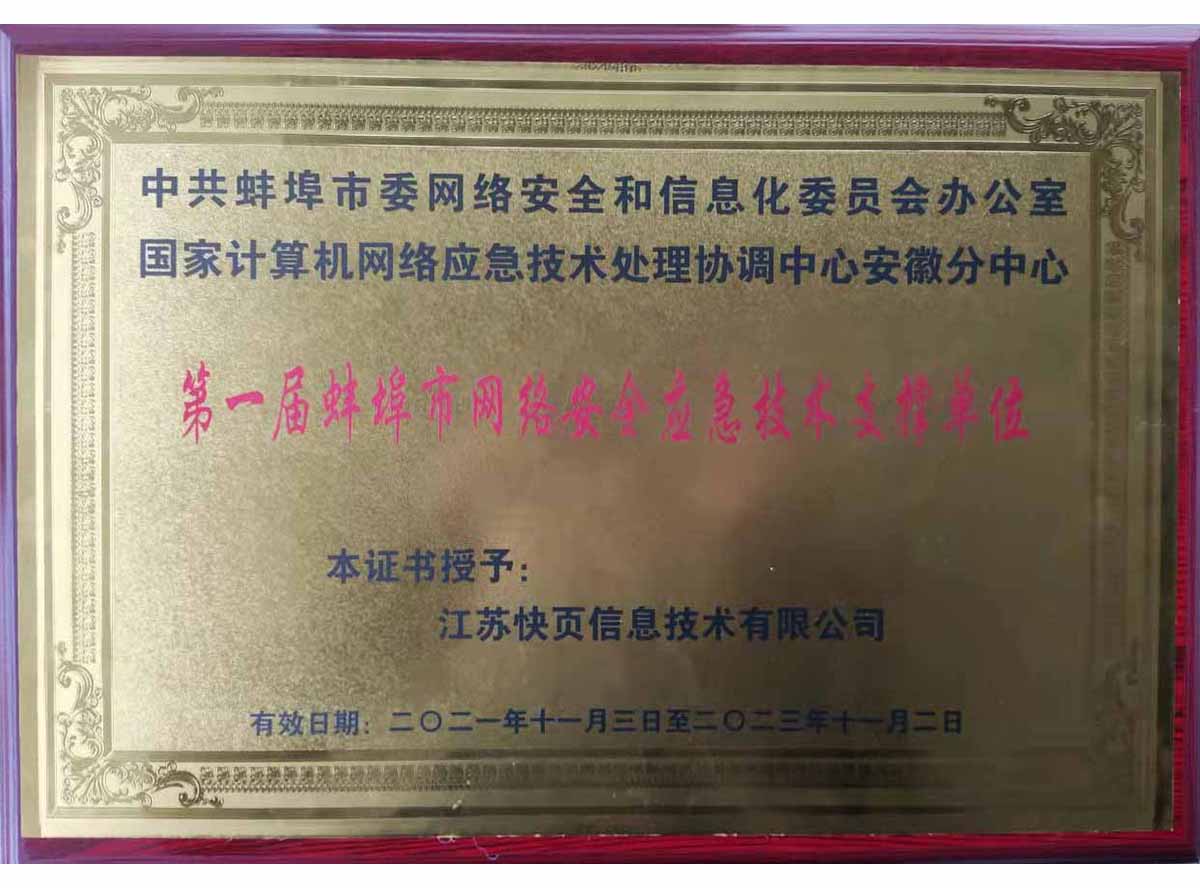 中共蚌埠市委网络安全和信息化委员会办公室
国家计算机网络应急技术处理协调中心安徽分中心
第一届蚌埠市网络安全应急技术支撑单位
本证书授予：
江苏快页信息技术有限公司
有效日期：二〇二一年十一月三日至二〇二三年十一月二日